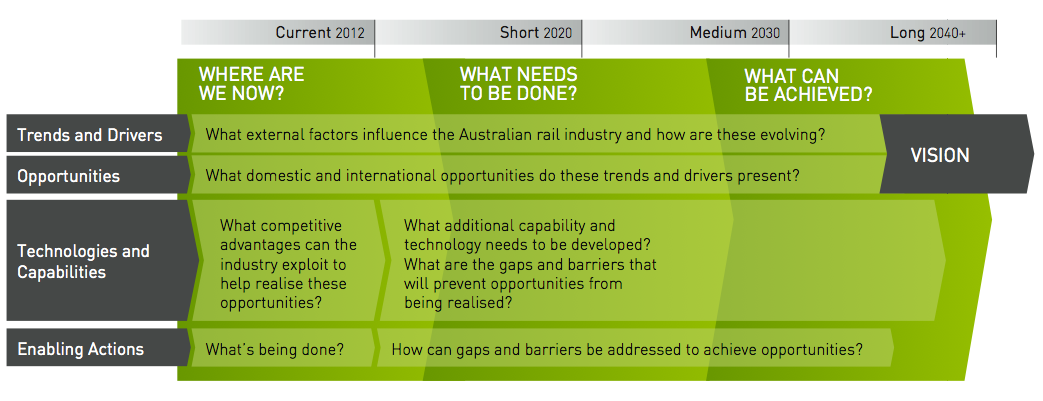 Current 2012
Short 2020
Medium 2030
Long 2040+
WHERE ARE
WE NOW?
WHAT NEEDS
TO BE DONE?
WHAT CAN
BE ACHIEVED?
Trends and Drivers
What external factors influence the Australian rail industry and how are these evolving?
VISION
Opportunities
What domestic and international opportunities do these trends and drivers present?
Technologies and
Capabilities
What competitive
advantages can the
industry exploit to
help realise these
opportunities?
What additional capability and
technology needs to be developed?
What are the gaps and barriers that
will prevent opportunities from
being realised?
Enabling Actions
What's being done?
How can gaps and barriers be addressed to achieve opportunities?